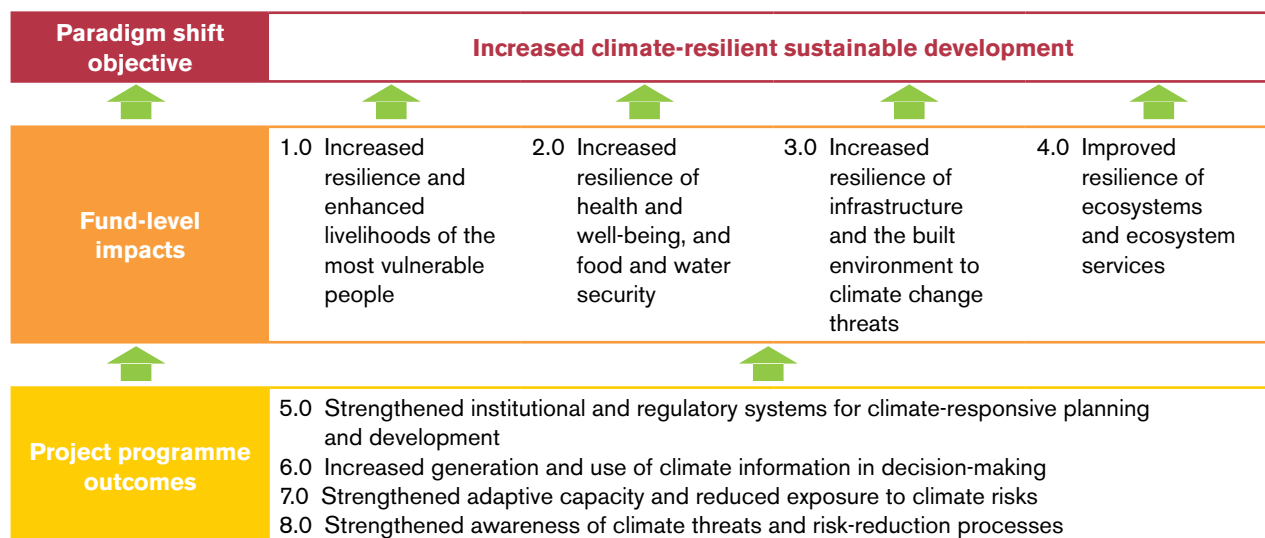 Paradigm shift
objective
Increased climate-resilient sustainable development
Fund-level
impacts
1.0 Increased
resilience and
enhanced
livelihoods of the
most vulnerable
people
2.0 Increased
resilience of
health and
well-being, and
food and water
security
3.0 Increased
resilience of
infrastructure
and the built
environment to
climate change
threats
4.0 Improved
resilience of
ecosystems
and ecosystem
services
Project programme
outcomes
5.0 Strengthened institutional and regulatory systems for climate-responsive planning
and development
6.0 Increased generation and use of climate information in decision-making
7.0 Strengthened adaptive capacity and reduced exposure to climate risks
8.0 Strengthened awareness of climate threats and risk-reduction processes